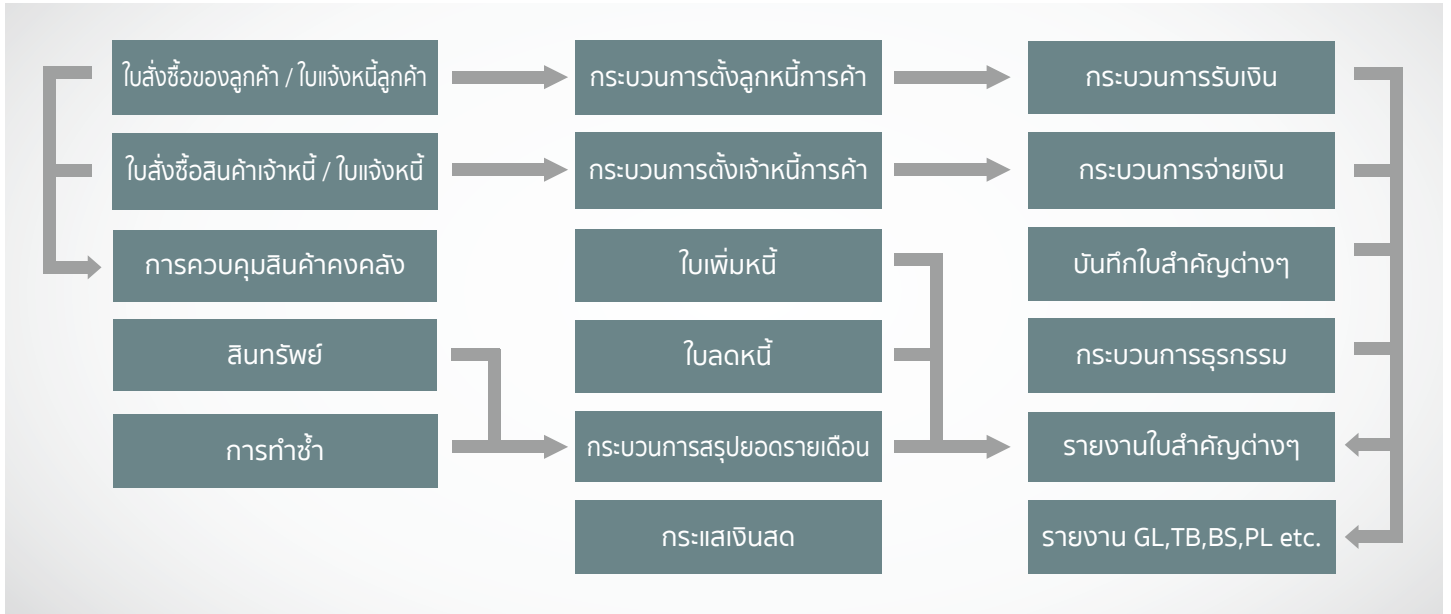 ใบสั่งซื้อของลูกค้า / ใบแจ้งหนี้ลูกค้า
กระบวนการตั้งลูกหนี้การค้า
กระบวนการรับเงิน
ใบสั่งซื้อสินค้าเจ้าหนี้ / ใบแจ้งหนี้
กระบวนการตั้งเจ้าหนี้การค้า
กระบวนการจ่ายเงิน
การควบคุมสินค้าคงคลัง
ใบเพิ่มหนี้
บันทึกใบสำคัญต่างๆ
สินทรัพย์
ใบลดหนี้
กระบวนการธุรกรรม
การทำซ้ำ
กระบวนการสรุปยอดรายเดือน
รายงานใบสำคัญต่างๆ
กระแสเงินสด
รายงาน GL,TB,BS,PL etc.